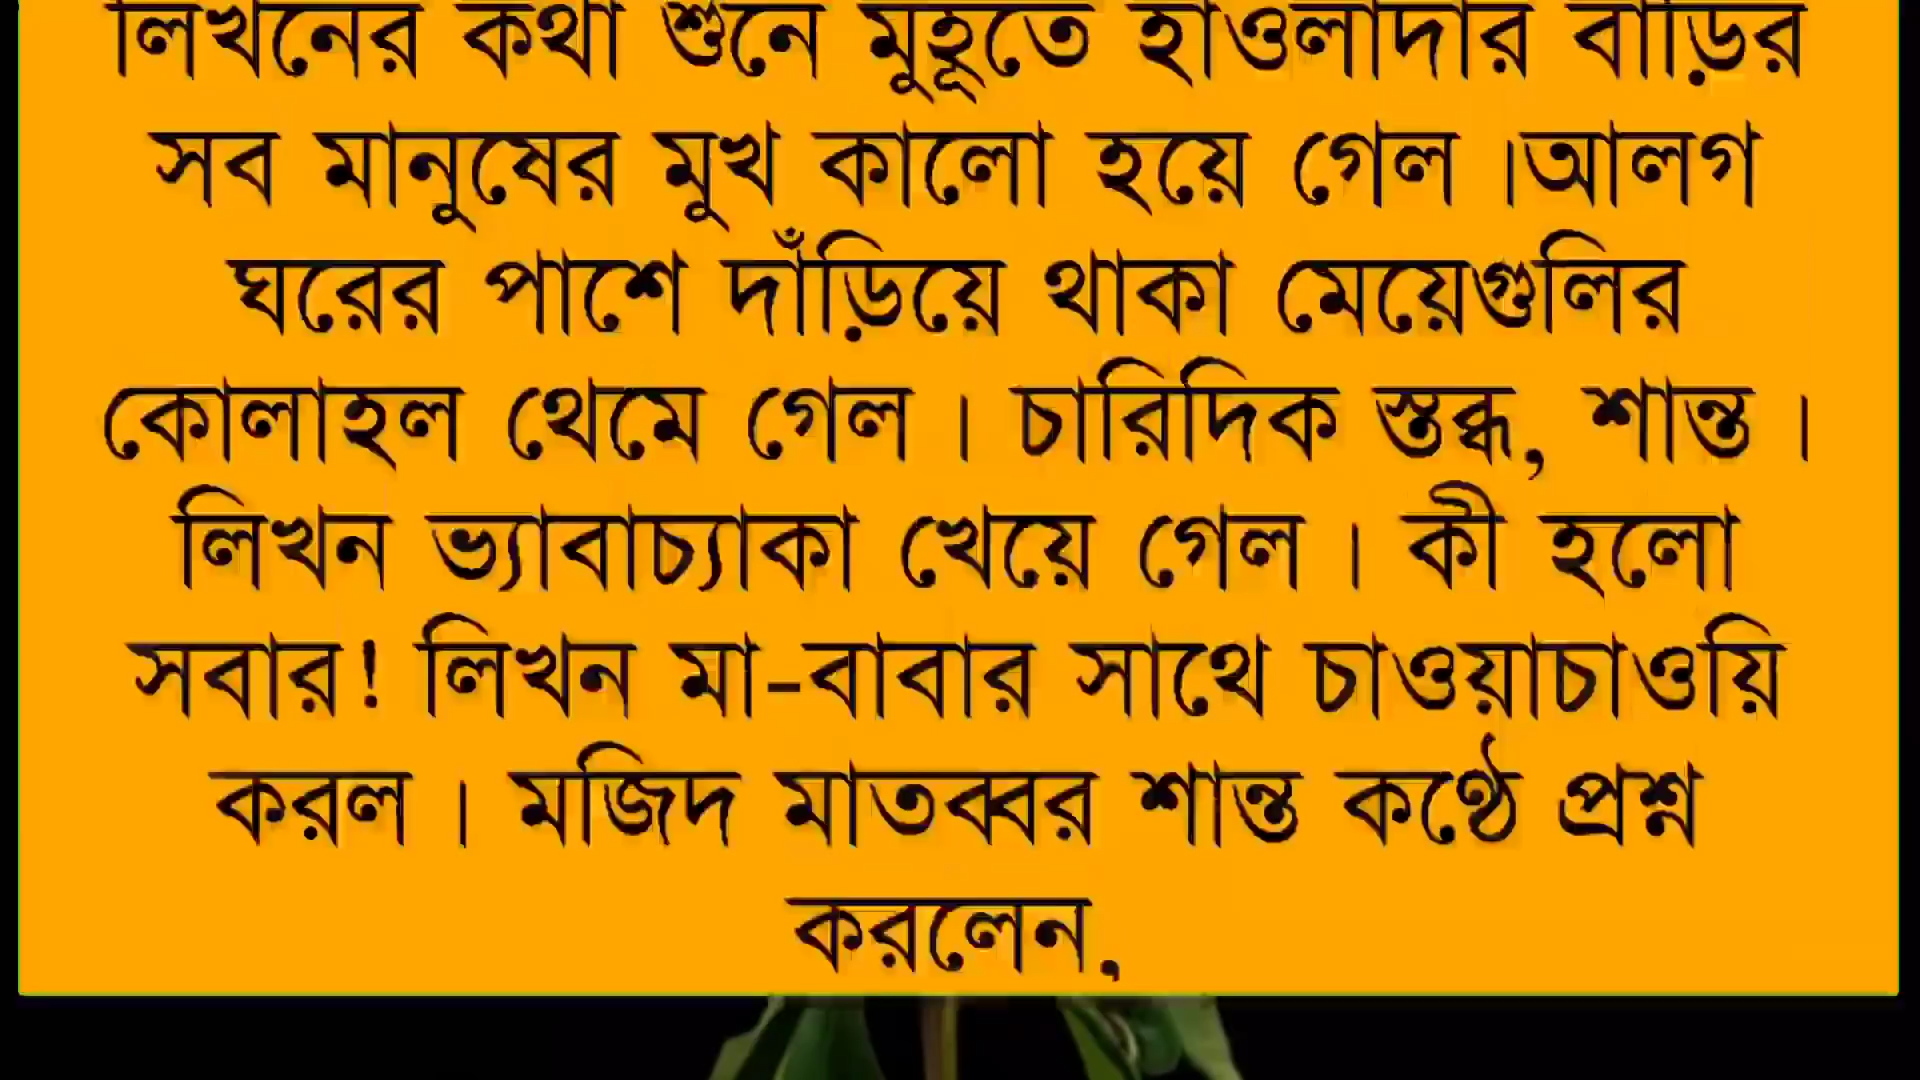 লিখনের কথা শুনে মুহূতে হাওলাদার বাড়ির
সব মানুষের মুখ কালো হয়ে গেল ।আলগ
ঘরের পাশে দাঁড়িয়ে থাকা মেয়েগুলির
কোলাহল থেমে গেল । চারিদিক স্তব্ধ, শান্ত ।
লিখন ভ্যাবাচ্যাকা খেয়ে গেল । কী হলো
সবার! লিখন মা-বাবার সাথে চাওয়াচাওয়ি
করল । মজিদ মাতব্বর শান্ত কণ্ঠে প্রশ্ন
করলেন,